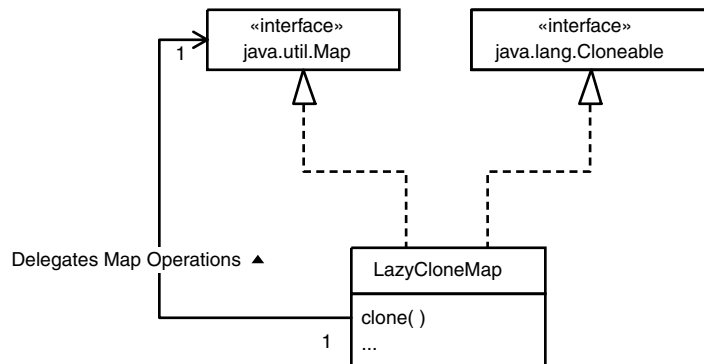 «interface»
java.util.Map
«interface»
java.lang.Cloneable
1
Delegates Map Operations ▲
LazyCloneMap
clone( )
...
1